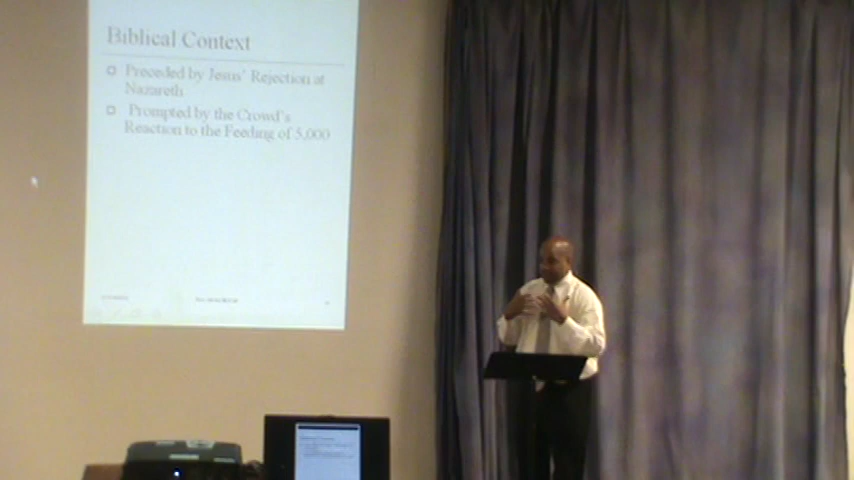 Biblical Context
Preceded by Jesus' Rejection at
Nazareth
Prompted by the Crowd's
Reaction to the Feeding of 5,000